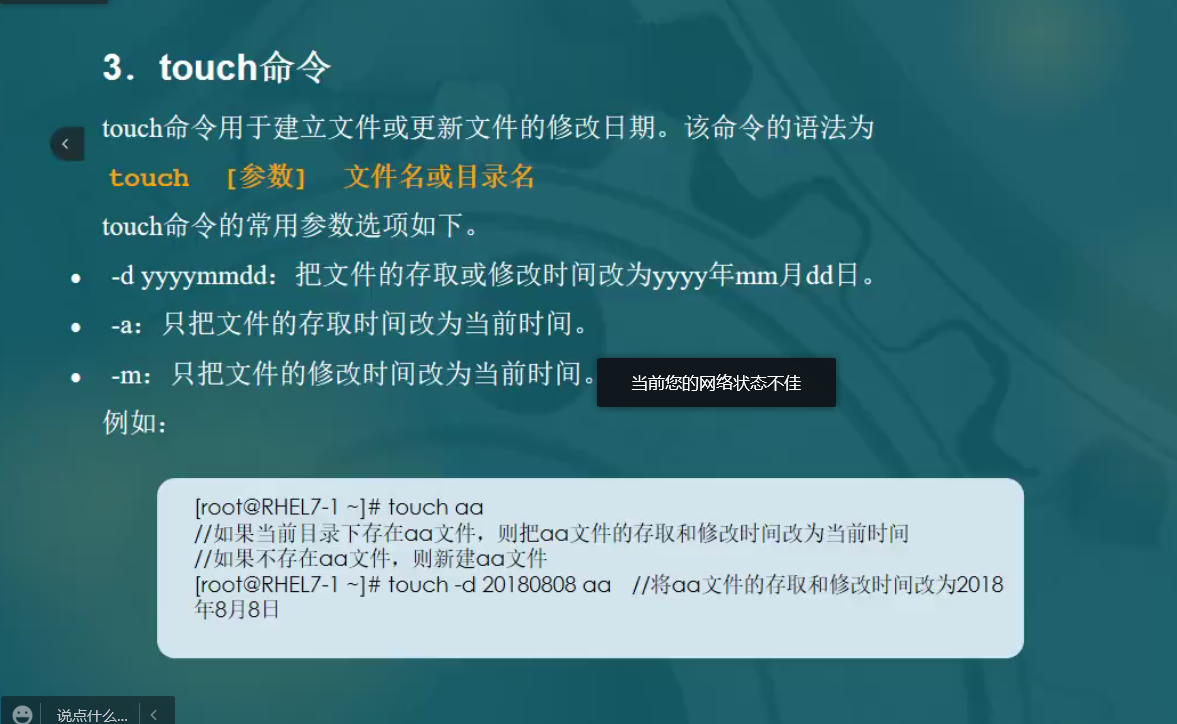 3．touch命令
touch命令用于建立文件或更新文件的修改日期。该命令的语法为
touch [参数] 文件名或目录名
touch命令的常用参数选项如下。
● -d yyyymmdd：把文件的存取或修改时间改为yyyy年mm月dd日。
● -a：只把文件的存取时间改为当前时间。
● -m：只把文件的修改时间改为当前时间。
当前您的网络状态不佳
例如：
[root@RHEL7-1 ~]# touch aa
//如果当前目录下存在aa文件，则把aa文件的存取和修改时间改为当前时间
//如果不存在aa文件，则新建aa文件
[root@RHEL7-1 ~]# touch -d 20180808 aa //将aa文件的存取和修改时间改为2018
年8月8日
说点什么...